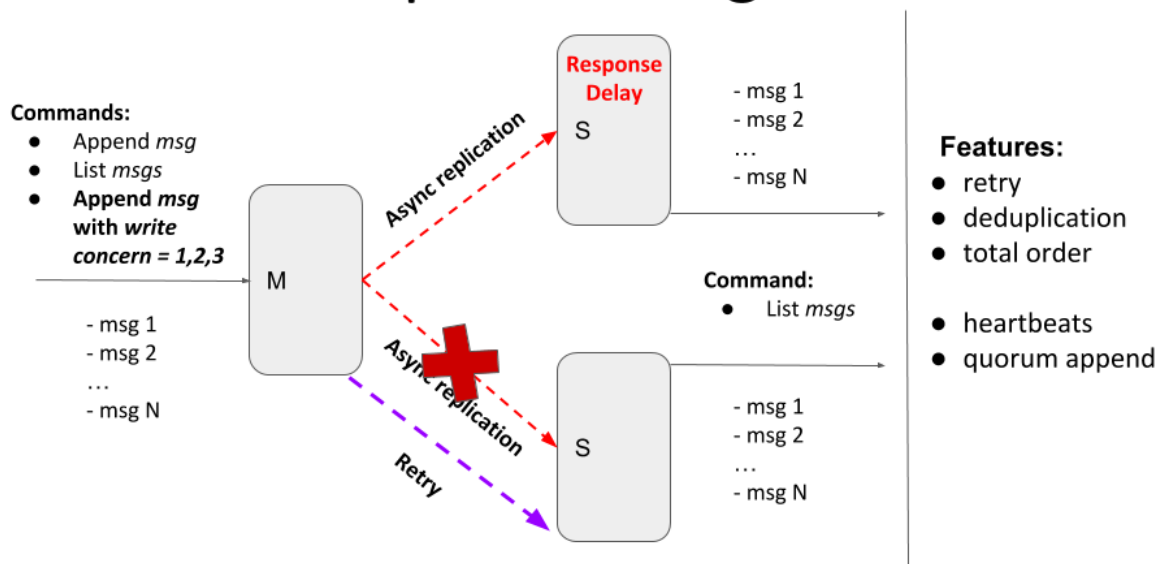 Commands:
● Append msg
● List msgs
● Append msg
with write
concern = 1,2,3
M
- msg 1
- msg 2
...
- msg N
Async replication
Async replication
Retry
Response
Delay
S
- msg 1
- msg 2
...
- msg N
Command:
● List msgs
S
- msg 1
- msg 2
...
- msg N
Features:
● retry
● deduplication
● total order
● heartbeats
● quorum append